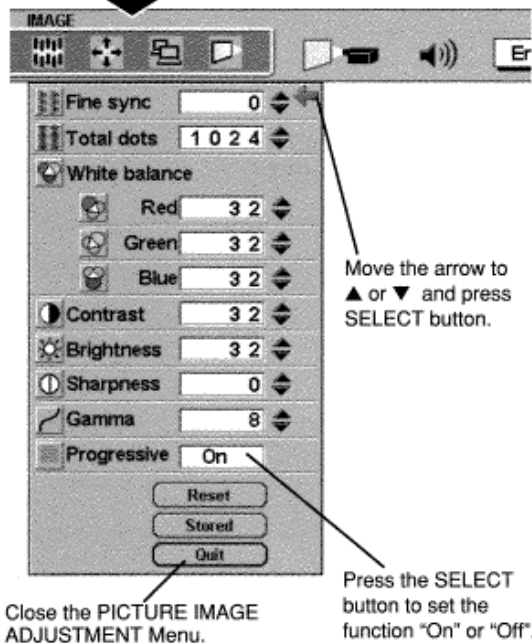 IMAGE
Er
Fine sync 0
Total dots 1024
White balance
Red 32
Green 32
Blue 32
Contrast 32
Brightness 32
Sharpness 0
Gamma 8
Progressive On
Reset
Stored
Quit
Move the arrow to
▲ or ▼ and press
SELECT button.
Close the PICTURE IMAGE
ADJUSTMENT Menu.
Press the SELECT
button to set the
function “On” or “Off